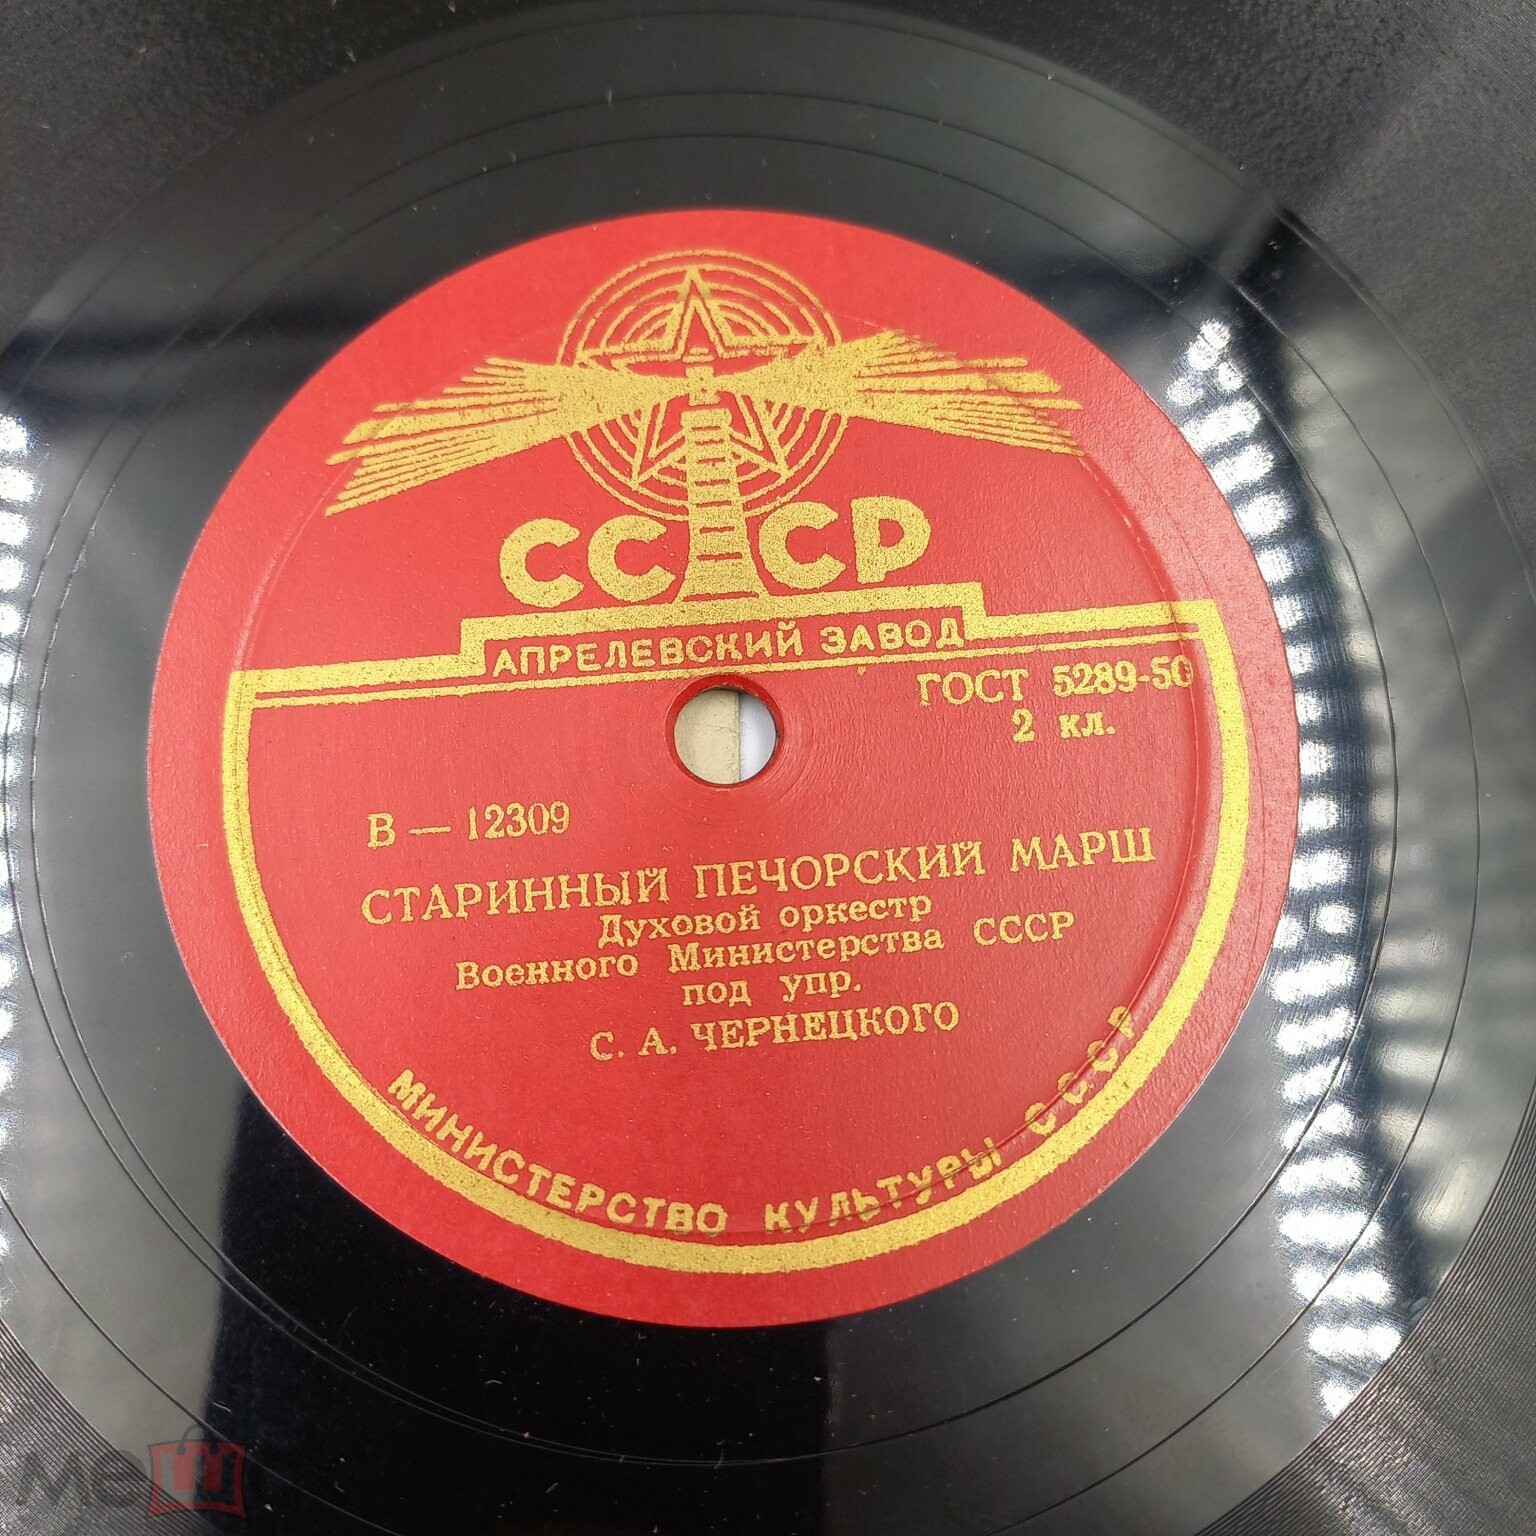 СССР
АПРЕЛЕВСКИЙ ЗАВОД
ГОСТ 5289-50
2 кл.
В — 12309
СТАРИННЫЙ ПЕЧОРСКИЙ МАРШ
Духовой оркестр
Военного Министерства СССР
под упр.
С. А. ЧЕРНЕЦКОГО
МИНИСТЕРСТВО КУЛЬТУРЫ СССР